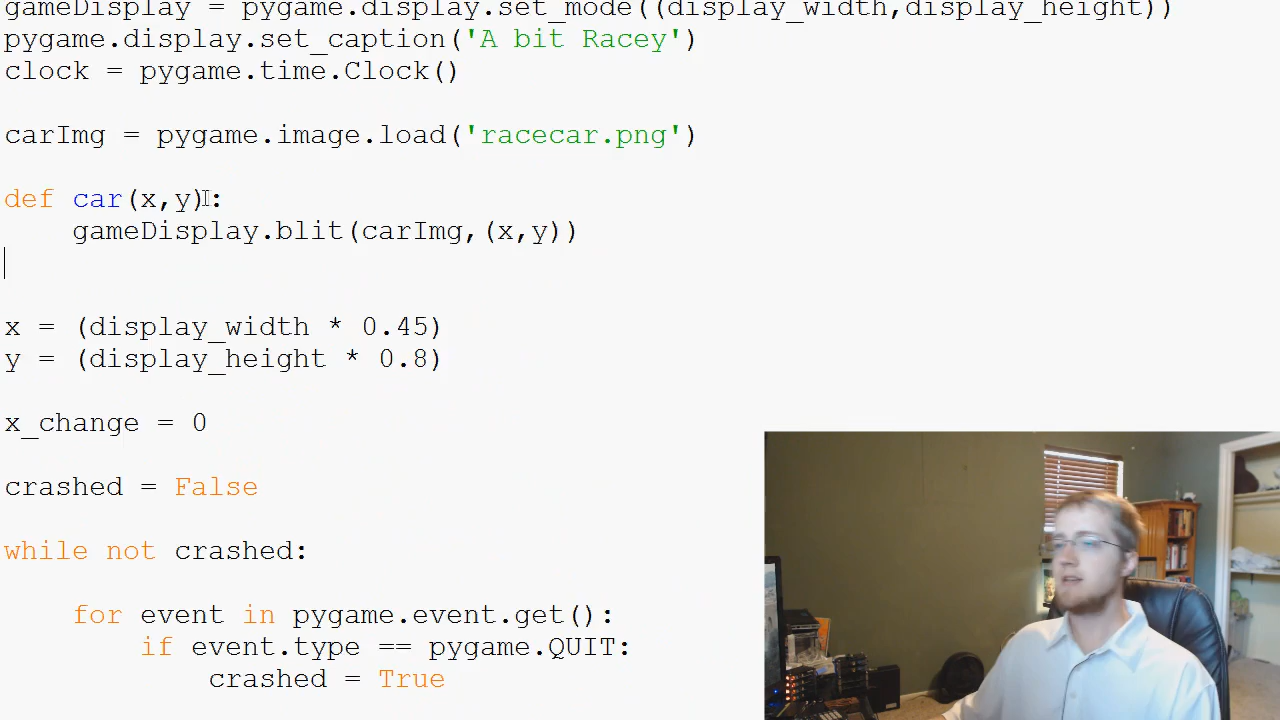 gameDisplay = pygame.display.set_mode((display_width,display_height))
pygame.display.set_caption('A bit Racey')
clock = pygame.time.Clock()
carImg = pygame.image.load('racecar.png')
def car(x,y):
gameDisplay.blit(carImg,(x,y))
x = (display_width * 0.45)
y = (display_height * 0.8)
x_change = 0
crashed = False
while not crashed:
for event in pygame.event.get():
if event.type == pygame.QUIT:
crashed = True